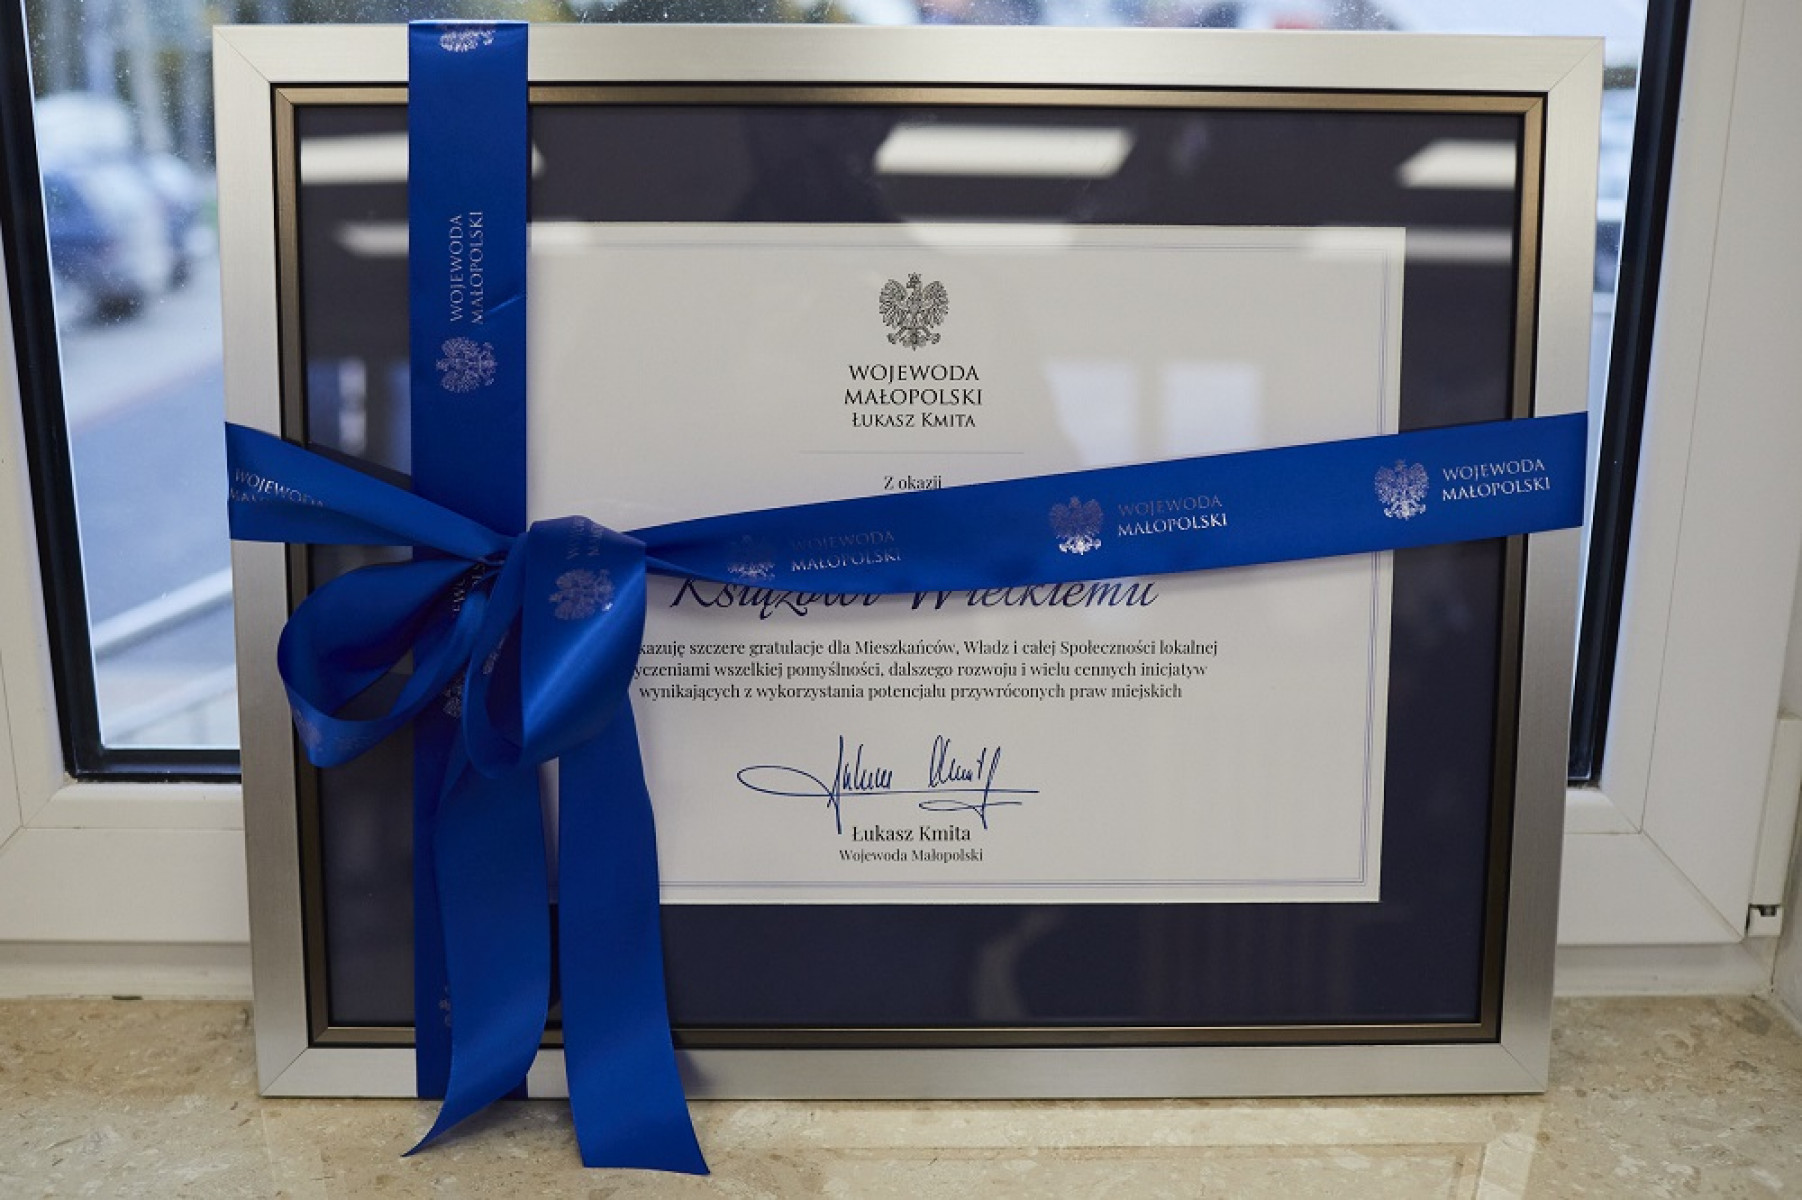 WOJEWODA
MAŁOPOLSKI
WOJEWODA
MAŁOPOLSKI
ŁUKASZ KMITA
Z okazji
WOJEWODA
WOJEWODA
MAŁOPOLSKI
WOJEWODA
MAŁOPOLSKI
WOJEWODA
MAŁOPOLSKI
Książowi Wielkiemu
szczere gratulacje dla Mieszkańców, Władz i całej Społeczności lokalnej
wszelkiej pomyślności, dalszego rozwoju i wielu cennych inicjatyw
wynikających z wykorzystania potencjału przywróconych praw miejskich
Łukasz Kmita
Wojewoda Małopolski